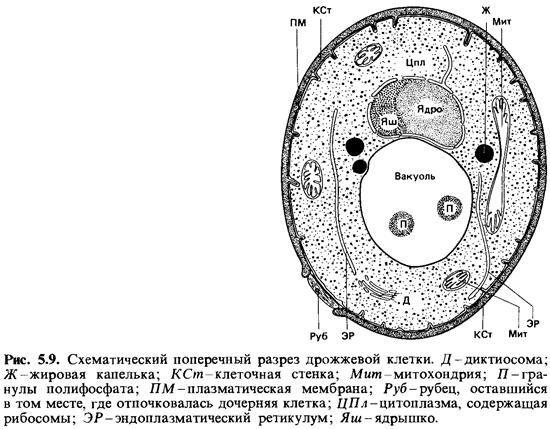 КСт
ПМ
Ж
Мит
Цпл
Ядро
Яш
Вакуоль
П
П
Д
Руб
ЭР
КСт
Мит
ЭР
Рис. 5.9. Схематический поперечный разрез дрожжевой клетки. Д–диктиосома;
Ж–жировая капелька; КСт–клеточная стенка; Мит–митохондрия; П–гра-
нулы полифосфата; ПМ–плазматическая мембрана; Руб–рубец, оставшийся
в том месте, где отпочковалась дочерняя клетка; ЦПл–цитоплазма, содержащая
рибосомы; ЭР–эндоплазматический ретикулум; Яш–ядрышко.